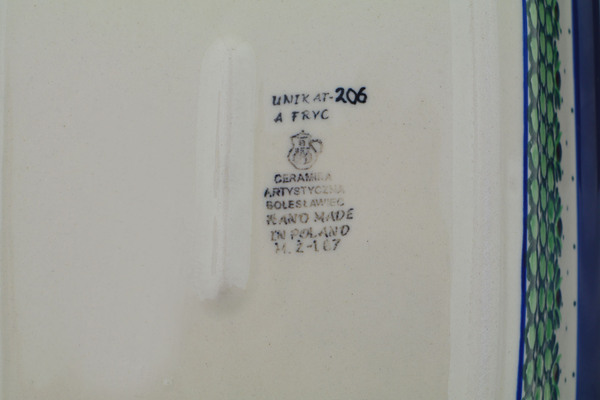 UNIKAT-206
A FRYC
CERAMIKA
ARTYSTYCZNA
BOLESŁAWIEC
HAND MADE
IN POLAND